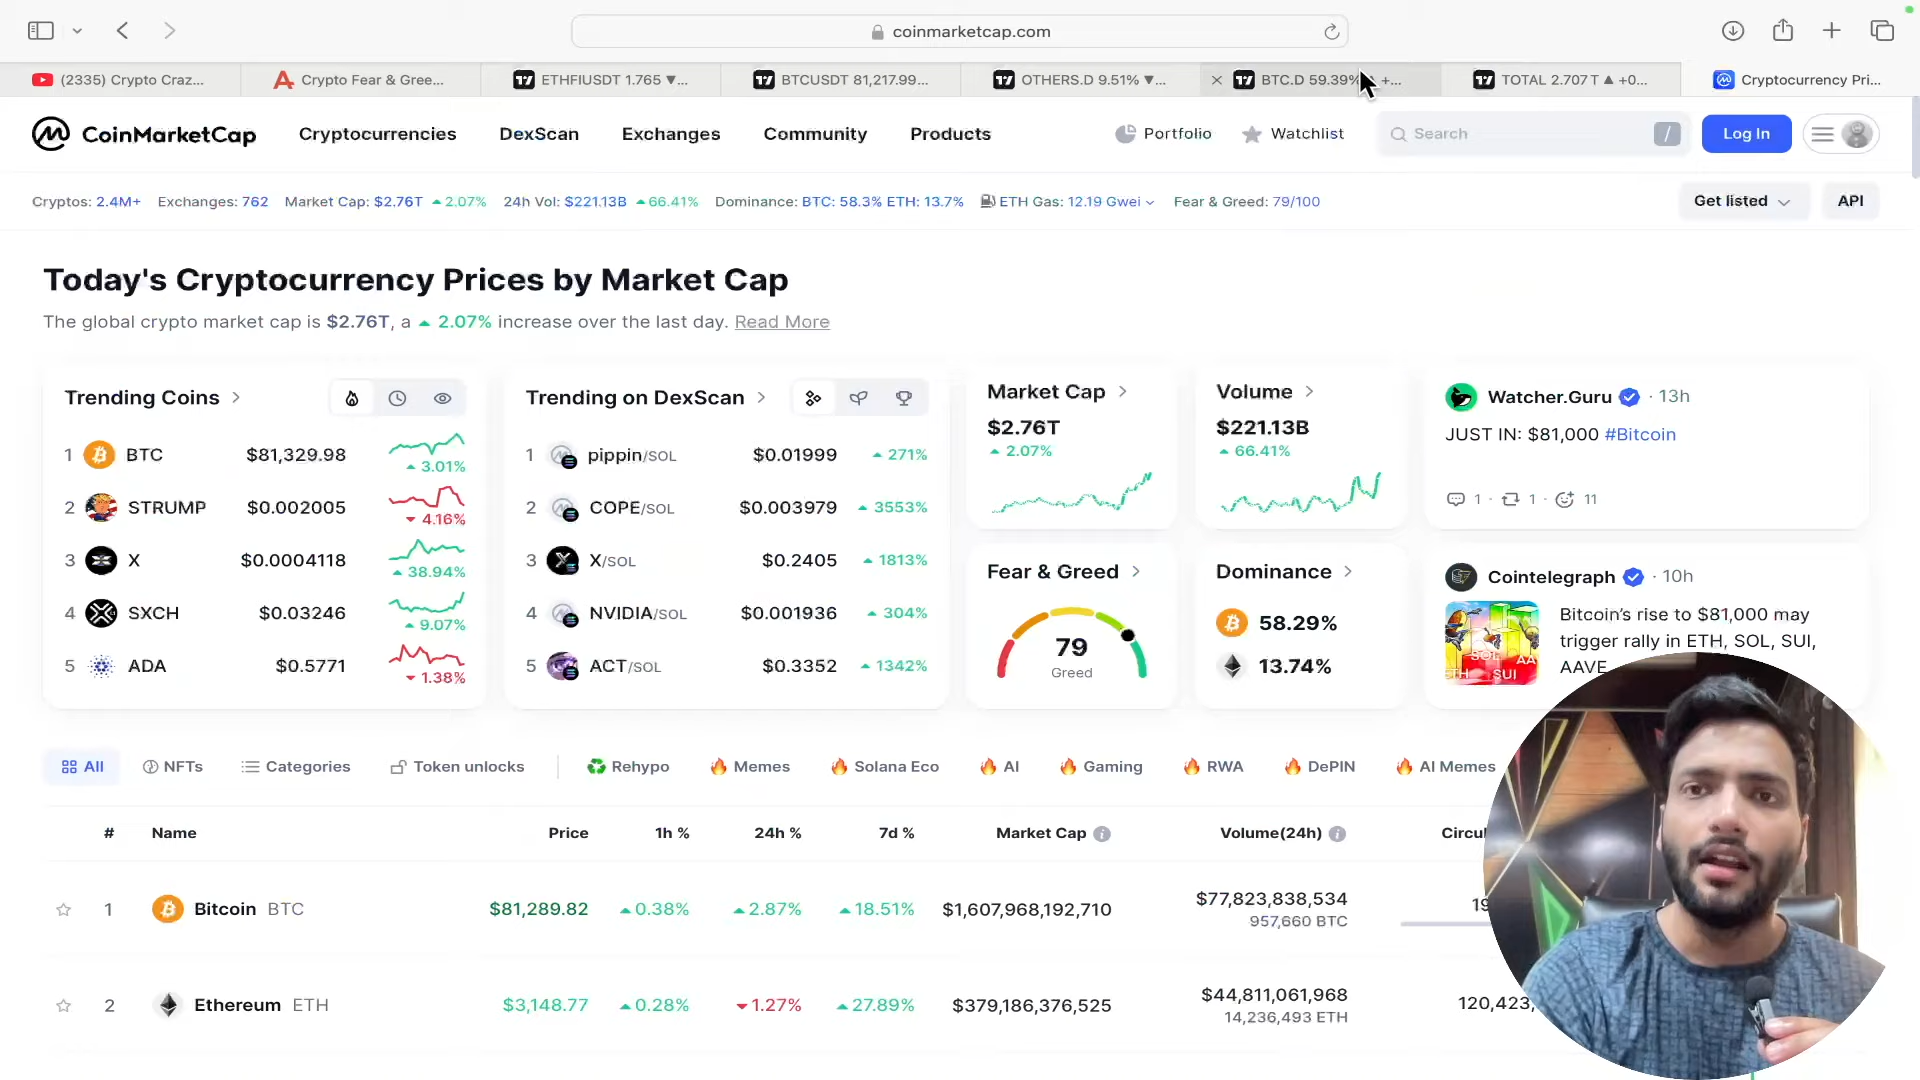 coinmarketcap.com
(2335) Crypto Craz...
Crypto Fear & Gree...
ETHFIUSDT 1.765 ▼...
BTCUSDT 81,217.99...
OTHERS.D 9.51% ▼...
BTC.D 59.39% +...
TOTAL 2.707 T ▲ +0...
Cryptocurrency Pri...
CoinMarketCap
Cryptocurrencies
DexScan
Exchanges
Community
Products
Portfolio
Watchlist
Search
/
Log In
Cryptos: 2.4M+
Exchanges: 762
Market Cap: $2.76T ▲ 2.07%
24h Vol: $221.13B ▲ 66.41%
Dominance: BTC: 58.3% ETH: 13.7%
ETH Gas: 12.19 Gwei
Fear & Greed: 79/100
Get listed
API
Today's Cryptocurrency Prices by Market Cap
The global crypto market cap is $2.76T, a ▲ 2.07% increase over the last day. Read More
Trending Coins
1 BTC $81,329.98 ▲ 3.01%
2 STRUMP $0.002005 ▼ 4.16%
3 X $0.0004118 ▲ 38.94%
4 SXCH $0.03246 ▲ 9.07%
5 ADA $0.5771 ▼ 1.38%
Trending on DexScan
1 pippin/SOL $0.01999 ▲ 271%
2 COPE/SOL $0.003979 ▲ 3553%
3 X/SOL $0.2405 ▲ 1813%
4 NVIDIA/SOL $0.001936 ▲ 304%
5 ACT/SOL $0.3352 ▲ 1342%
Market Cap
$2.76T
▲ 2.07%
Volume
$221.13B
▲ 66.41%
Fear & Greed
79
Greed
Dominance
58.29%
13.74%
Watcher.Guru · 13h
JUST IN: $81,000 #Bitcoin
1 · 1 · 11
Cointelegraph · 10h
Bitcoin's rise to $81,000 may
trigger rally in ETH, SOL, SUI,
AAVE
All
NFTs
Categories
Token unlocks
Rehypo
Memes
Solana Eco
AI
Gaming
RWA
DePIN
AI Memes
# Name Price 1h % 24h % 7d % Market Cap Volume(24h) Circul
1 Bitcoin BTC $81,289.82 ▲ 0.38% ▲ 2.87% ▲ 18.51% $1,607,968,192,710 $77,823,838,534 19
957,660 BTC
2 Ethereum ETH $3,148.77 ▲ 0.28% ▼ 1.27% ▲ 27.89% $379,186,376,525 $44,811,061,968 120,423,
14,236,493 ETH